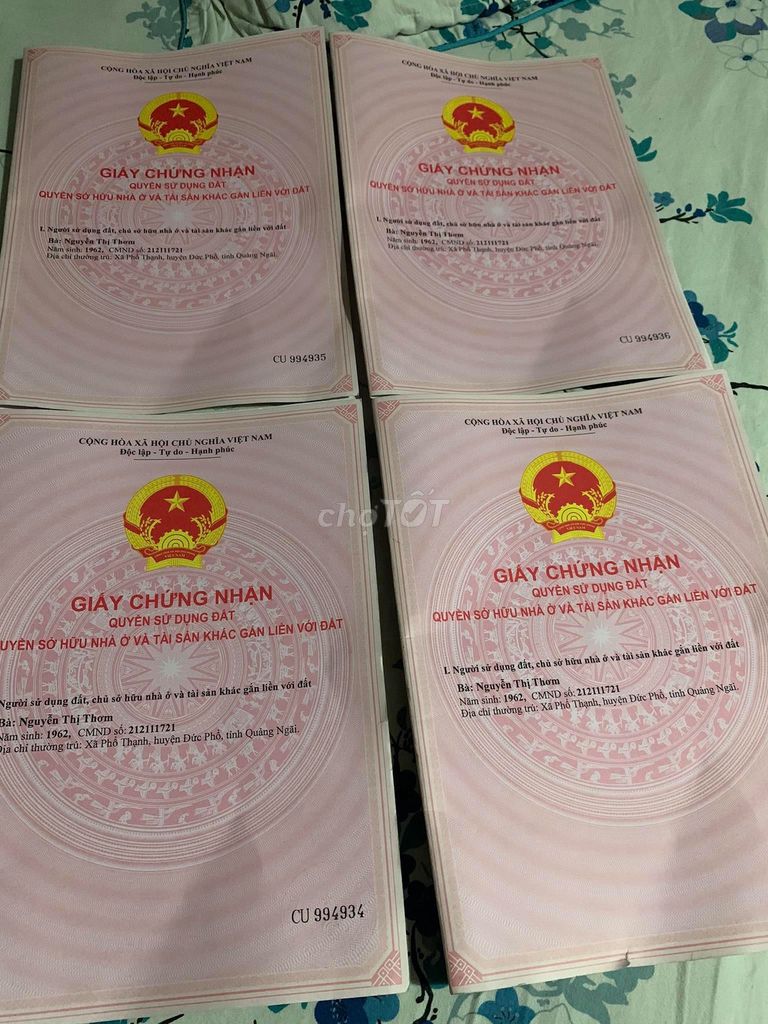 CỘNG HÒA XÃ HỘI CHỦ NGHĨA VIỆT NAM
Độc lập - Tự do - Hạnh phúc
GIẤY CHỨNG NHẬN
QUYỀN SỬ DỤNG ĐẤT
QUYỀN SỞ HỮU NHÀ Ở VÀ TÀI SẢN KHÁC GẮN LIỀN VỚI ĐẤT
I. Người sử dụng đất, chủ sở hữu nhà ở và tài sản khác gắn liền với đất
Bà: Nguyễn Thị Thơm
Năm sinh: 1962, CMND số: 212111721
Địa chỉ thường trú: Xã Phổ Thạnh, huyện Đức Phổ, tỉnh Quảng Ngãi.
CU 994935
CỘNG HÒA XÃ HỘI CHỦ NGHĨA VIỆT NAM
Độc lập - Tự do - Hạnh phúc
GIẤY CHỨNG NHẬN
QUYỀN SỬ DỤNG ĐẤT
QUYỀN SỞ HỮU NHÀ Ở VÀ TÀI SẢN KHÁC GẮN LIỀN VỚI ĐẤT
I. Người sử dụng đất, chủ sở hữu nhà ở và tài sản khác gắn liền với đất
Bà: Nguyễn Thị Thơm
Năm sinh: 1962, CMND số: 212111721
Địa chỉ thường trú: Xã Phổ Thạnh, huyện Đức Phổ, tỉnh Quảng Ngãi.
CU 994936
CỘNG HÒA XÃ HỘI CHỦ NGHĨA VIỆT NAM
Độc lập - Tự do - Hạnh phúc
VIỆT NAM
GIẤY CHỨNG NHẬN
QUYỀN SỬ DỤNG ĐẤT
UYỀN SỞ HỮU NHÀ Ở VÀ TÀI SẢN KHÁC GẮN LIỀN VỚI ĐẤT
Người sử dụng đất, chủ sở hữu nhà ở và tài sản khác gắn liền với đất
Bà: Nguyễn Thị Thơm
Năm sinh: 1962, CMND số: 212111721
Địa chỉ thường trú: Xã Phổ Thạnh, huyện Đức Phổ, tỉnh Quảng Ngãi.
CU 994934
CỘNG HÒA XÃ HỘI CHỦ NGHĨA VIỆT NAM
Độc lập - Tự do - Hạnh phúc
VIỆT NAM
GIẤY CHỨNG NHẬN
QUYỀN SỬ DỤNG ĐẤT
QUYỀN SỞ HỮU NHÀ Ở VÀ TÀI SẢN KHÁC GẮN LIỀN VỚI ĐẤT
I. Người sử dụng đất, chủ sở hữu nhà ở và tài sản khác gắn liền với đất
Bà: Nguyễn Thị Thơm
Năm sinh: 1962, CMND số: 212111721
Địa chỉ thường trú: Xã Phổ Thạnh, huyện Đức Phổ, tỉnh Quảng Ngãi.
chợTỐT